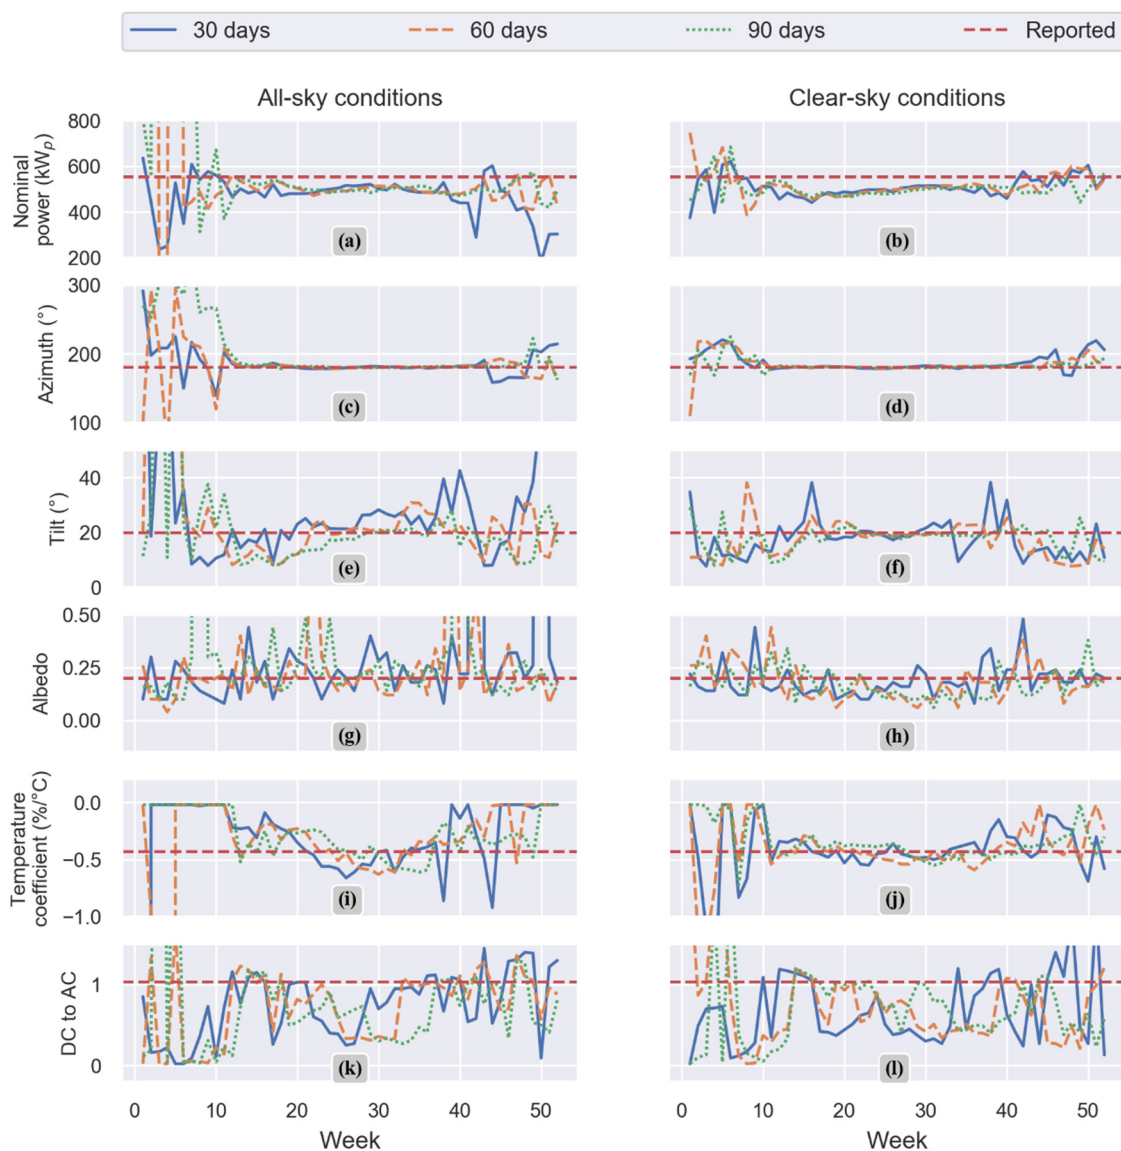 30 days 60 days 90 days Reported
All-sky conditions Clear-sky conditions
Nominal
power (kWp)
800
600
400
200
(a) (b)
Azimuth (°)
300
200
100
(c) (d)
Tilt (°)
40
20
0
(e) (f)
Albedo
0.50
0.25
0.00
(g) (h)
Temperature
coefficient (%/°C)
0.0
−0.5
−1.0
(i) (j)
DC to AC
1
0
(k) (l)
0 10 20 30 40 50 0 10 20 30 40 50
Week Week